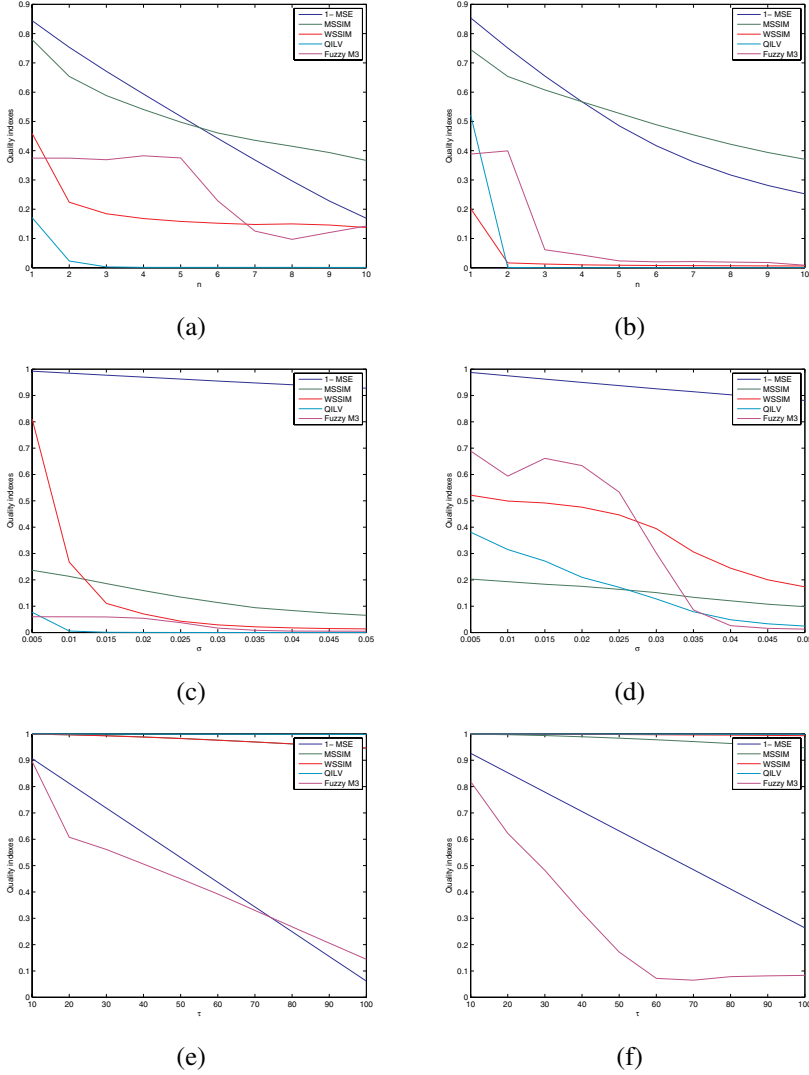 0.9
0.8
0.7
0.6
0.5
0.4
0.3
0.2
0.1
0
Quality indexes
1 2 3 4 5 6 7 8 9 10
n
1– MSE
MSSIM
WSSIM
QILV
Fuzzy M3
(a)
0.9
0.8
0.7
0.6
0.5
0.4
0.3
0.2
0.1
0
Quality indexes
1 2 3 4 5 6 7 8 9 10
n
1– MSE
MSSIM
WSSIM
QILV
Fuzzy M3
(b)
1
0.9
0.8
0.7
0.6
0.5
0.4
0.3
0.2
0.1
0
Quality indexes
0.005 0.01 0.015 0.02 0.025 0.03 0.035 0.04 0.045 0.05
σ
1– MSE
MSSIM
WSSIM
QILV
Fuzzy M3
(c)
1
0.9
0.8
0.7
0.6
0.5
0.4
0.3
0.2
0.1
0
Quality indexes
0.005 0.01 0.015 0.02 0.025 0.03 0.035 0.04 0.045 0.05
σ
1– MSE
MSSIM
WSSIM
QILV
Fuzzy M3
(d)
1
0.9
0.8
0.7
0.6
0.5
0.4
0.3
0.2
0.1
0
Quality indexes
10 20 30 40 50 60 70 80 90 100
τ
1– MSE
MSSIM
WSSIM
QILV
Fuzzy M3
(e)
1
0.9
0.8
0.7
0.6
0.5
0.4
0.3
0.2
0.1
0
Quality indexes
10 20 30 40 50 60 70 80 90 100
τ
1– MSE
MSSIM
WSSIM
QILV
Fuzzy M3
(f)